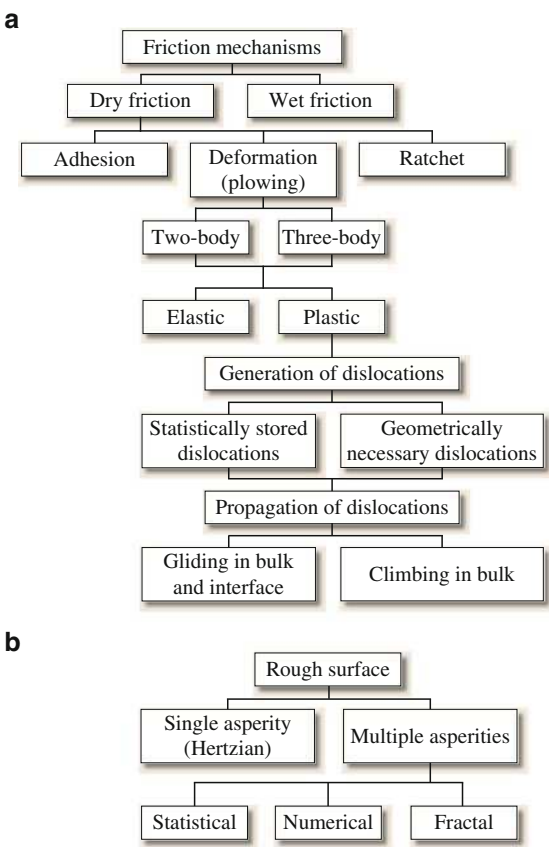 a
Friction mechanisms
Dry friction
Wet friction
Adhesion
Deformation
(plowing)
Ratchet
Two-body
Three-body
Elastic
Plastic
Generation of dislocations
Statistically stored
dislocations
Geometrically
necessary dislocations
Propagation of dislocations
Gliding in bulk
and interface
Climbing in bulk
b
Rough surface
Single asperity
(Hertzian)
Multiple asperities
Statistical
Numerical
Fractal